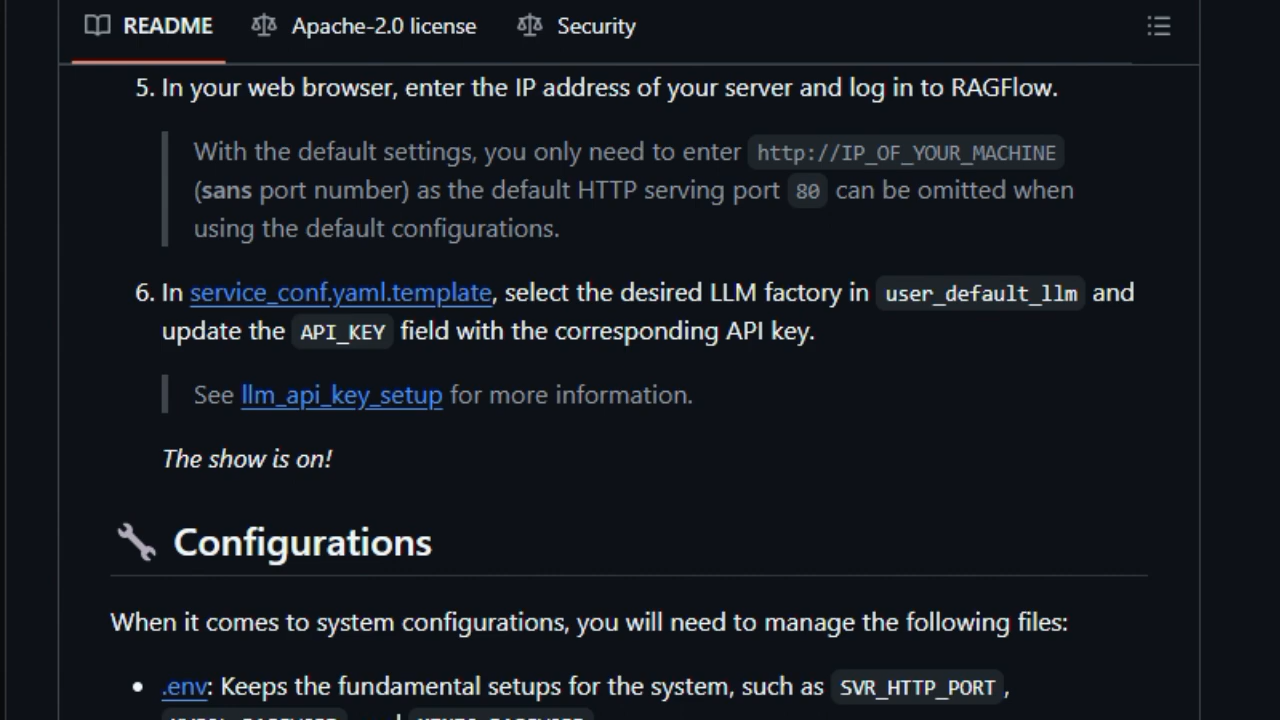 README Apache-2.0 license Security
5. In your web browser, enter the IP address of your server and log in to RAGFlow.
With the default settings, you only need to enter http://IP_OF_YOUR_MACHINE
(sans port number) as the default HTTP serving port 80 can be omitted when
using the default configurations.
6. In service_conf.yaml.template, select the desired LLM factory in user_default_llm and
update the API_KEY field with the corresponding API key.
See llm_api_key_setup for more information.
The show is on!
Configurations
When it comes to system configurations, you will need to manage the following files:
• .env: Keeps the fundamental setups for the system, such as SVR_HTTP_PORT,